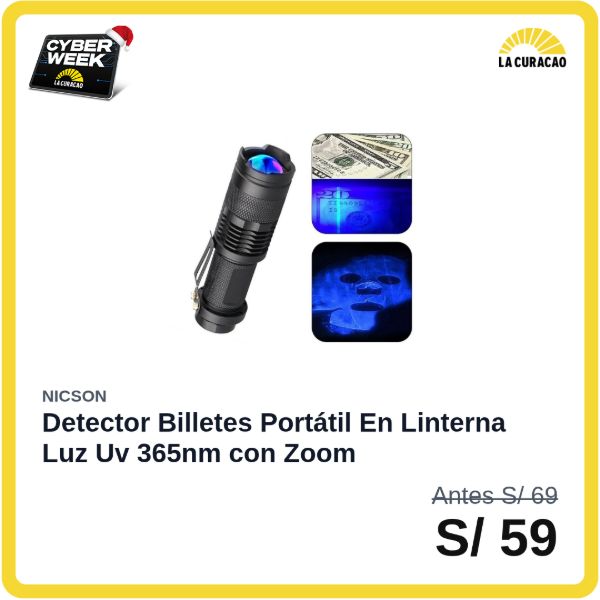 CYBER
WEEK
LA CURACAO
LA CURACAO
NICSON
Detector Billetes Portátil En Linterna
Luz Uv 365nm con Zoom
Antes S/ 69
S/ 59